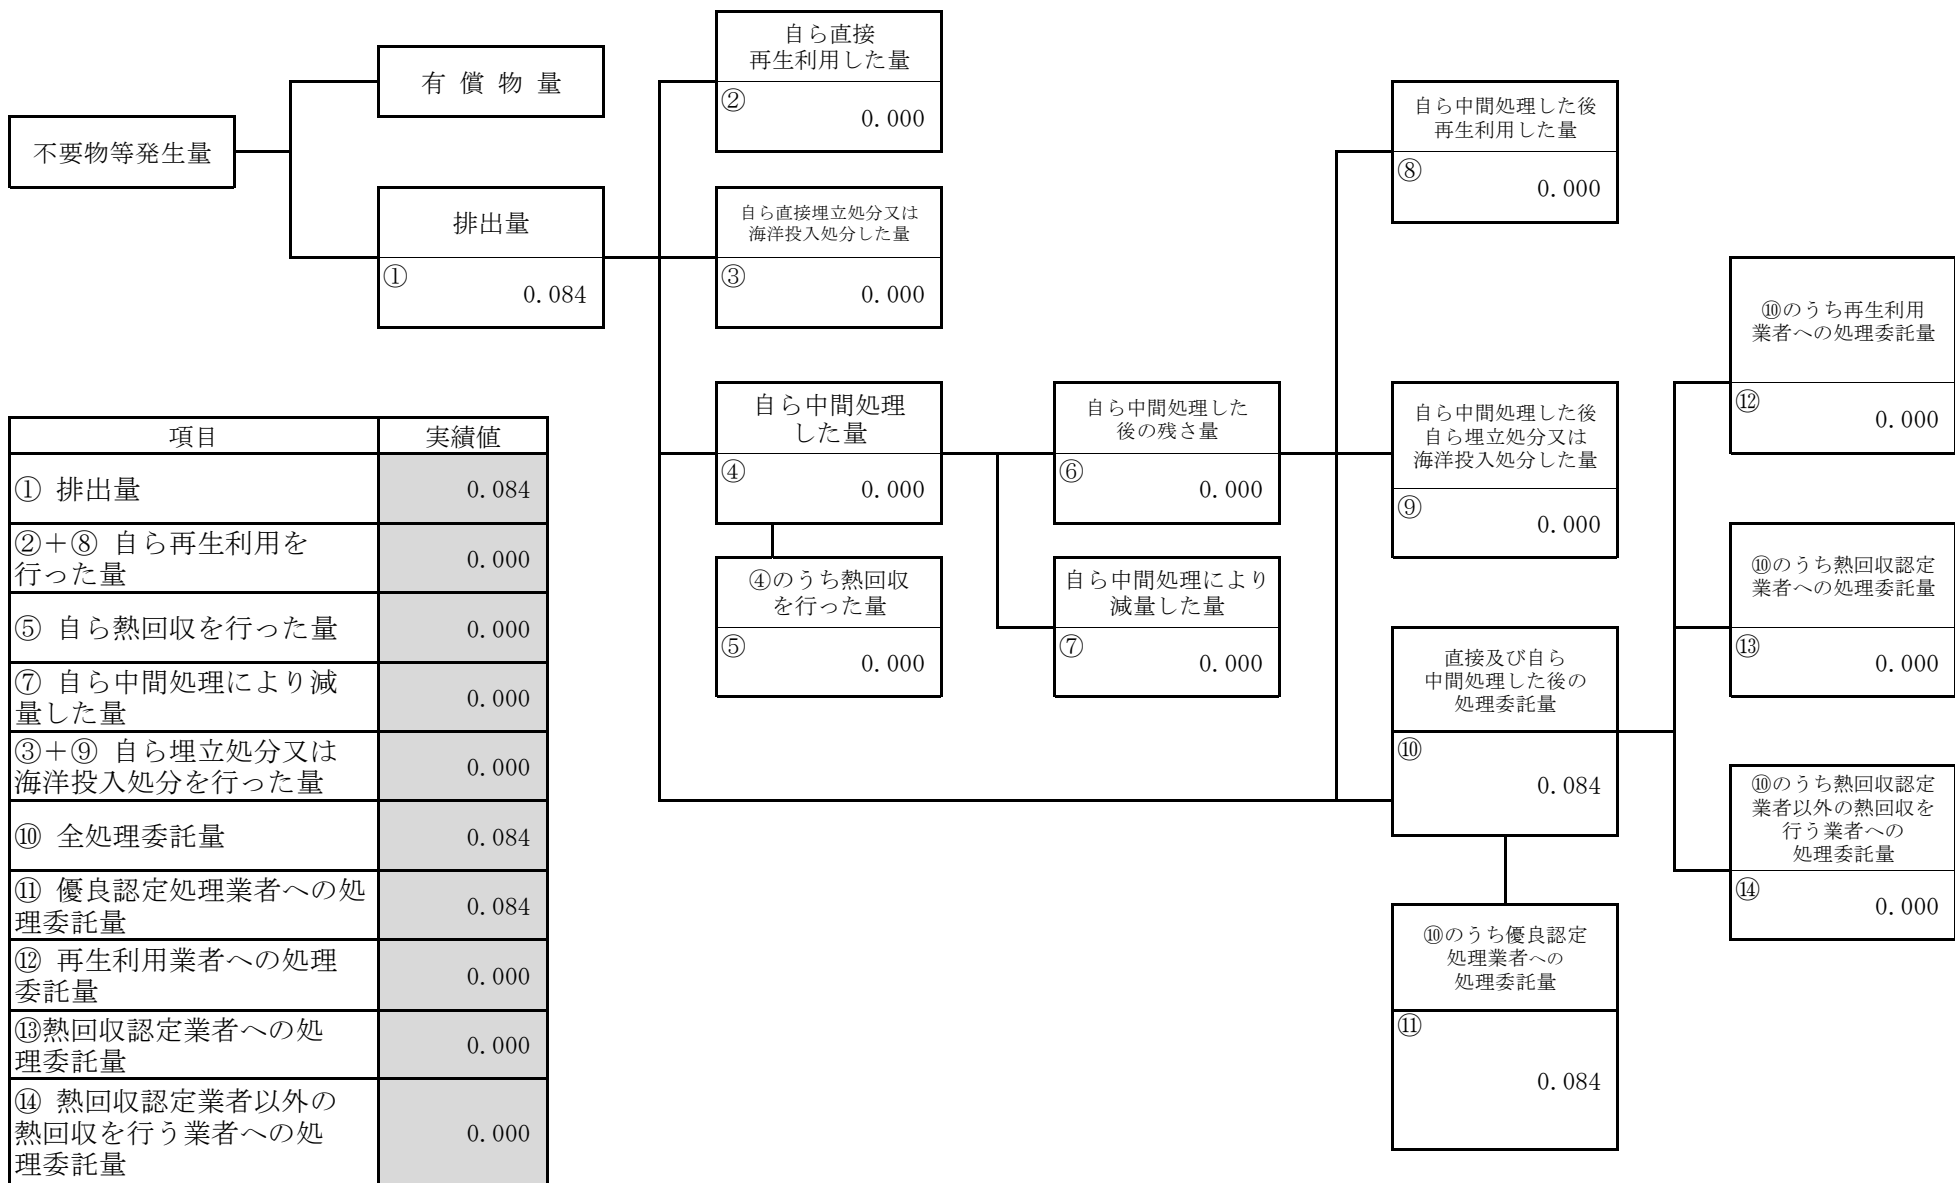 不要物等発生量
有 償 物 量
排出量
①
0.084
自ら直接
再生利用した量
②
0.000
自ら直接埋立処分又は
海洋投入処分した量
③
0.000
自ら中間処理
した量
④
0.000
④のうち熱回収
を行った量
⑤
0.000
自ら中間処理した
後の残さ量
⑥
0.000
自ら中間処理により
減量した量
⑦
0.000
自ら中間処理した後
再生利用した量
⑧
0.000
自ら中間処理した後
自ら埋立処分又は
海洋投入処分した量
⑨
0.000
直接及び自ら
中間処理した後の
処理委託量
⑩
0.084
⑩のうち優良認定
処理業者への
処理委託量
⑪
0.084
⑩のうち再生利用
業者への処理委託量
⑫
0.000
⑩のうち熱回収認定
業者への処理委託量
⑬
0.000
⑩のうち熱回収認定
業者以外の熱回収を
行う業者への
処理委託量
⑭
0.000
項目 実績値
① 排出量 0.084
②+⑧ 自ら再生利用を
行った量 0.000
⑤ 自ら熱回収を行った量 0.000
⑦ 自ら中間処理により減
量した量 0.000
③+⑨ 自ら埋立処分又は
海洋投入処分を行った量 0.000
⑩ 全処理委託量 0.084
⑪ 優良認定処理業者への処
理委託量 0.084
⑫ 再生利用業者への処理
委託量 0.000
⑬熱回収認定業者への処
理委託量 0.000
⑭ 熱回収認定業者以外の
熱回収を行う業者への処
理委託量 0.000